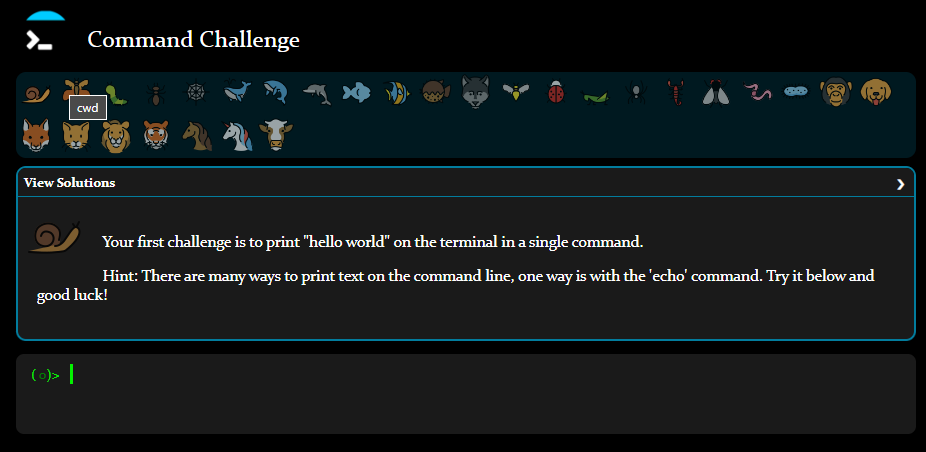 Command Challenge
cwd
View Solutions
Your first challenge is to print "hello world" on the terminal in a single command.
Hint: There are many ways to print text on the command line, one way is with the 'echo' command. Try it below and
good luck!
(○)>